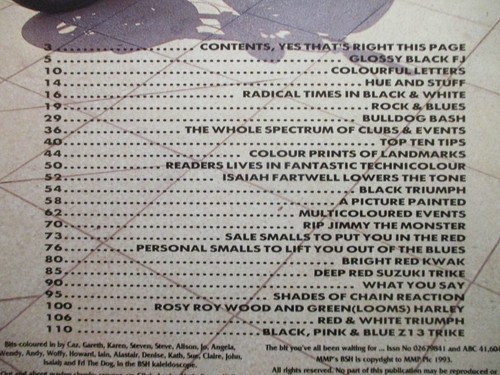 3 CONTENTS, YES THAT'S RIGHT THIS PAGE
5 GLOSSY BLACK FJ
10 COLOURFUL LETTERS
14 HUE AND STUFF
16 RADICAL TIMES IN BLACK & WHITE
19 ROCK & BLUES
29 BULLDOG BASH
36 THE WHOLE SPECTRUM OF CLUBS & EVENTS
40 TOP TEN TIPS
44 COLOUR PRINTS OF LANDMARKS
50 READERS LIVES IN FANTASTIC TECHNICOLOUR
52 ISAIAH FARTWELL LOWERS THE TONE
54 BLACK TRIUMPH
58 A PICTURE PAINTED
62 MULTICOLOURED EVENTS
70 RIP JIMMY THE MONSTER
73 SALE SMALLS TO PUT YOU IN THE RED
76 PERSONAL SMALLS TO LIFT YOU OUT OF THE BLUES
80 BRIGHT RED KWAK
85 DEEP RED SUZUKI TRIKE
90 WHAT YOU SAY
95 SHADES OF CHAIN REACTION
100 ROSY ROY WOOD AND GREEN(LOOMS) HARLEY
106 RED & WHITE TRIUMPH
110 BLACK, PINK & BLUE Z13 TRIKE
Bits-coloured in by Caz, Gareth, Karen, Steven, Steve, Alison, Jo, Angela,
Wendy, Andy, Woffy, Howard, Iain, Alastair, Denise, Kath, Sue, Claire, John,
Isaiah and Fri The Dog, In the BSH kaleidoscope.
The bit you've all been waiting for ... Issn No 02679841 and ABC 41,604
MMP's BSH is copyright to MMP Plc 1993.
All rights reserved. No part of this publication may be reproduced or